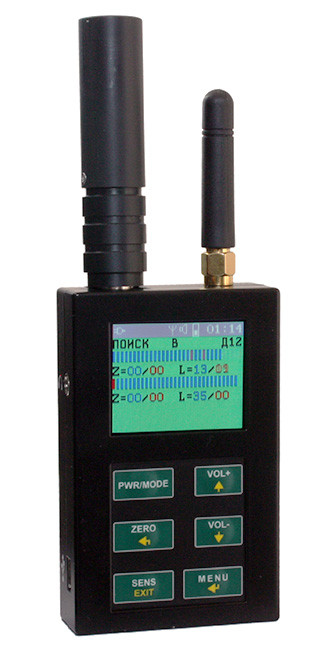 01:14
ПОИСК В Д12
Z=00/00 L=13/09
Z=00/00 L=35/00
PWR/MODE
VOL+
ZERO
VOL-
SENS
EXIT
MENU